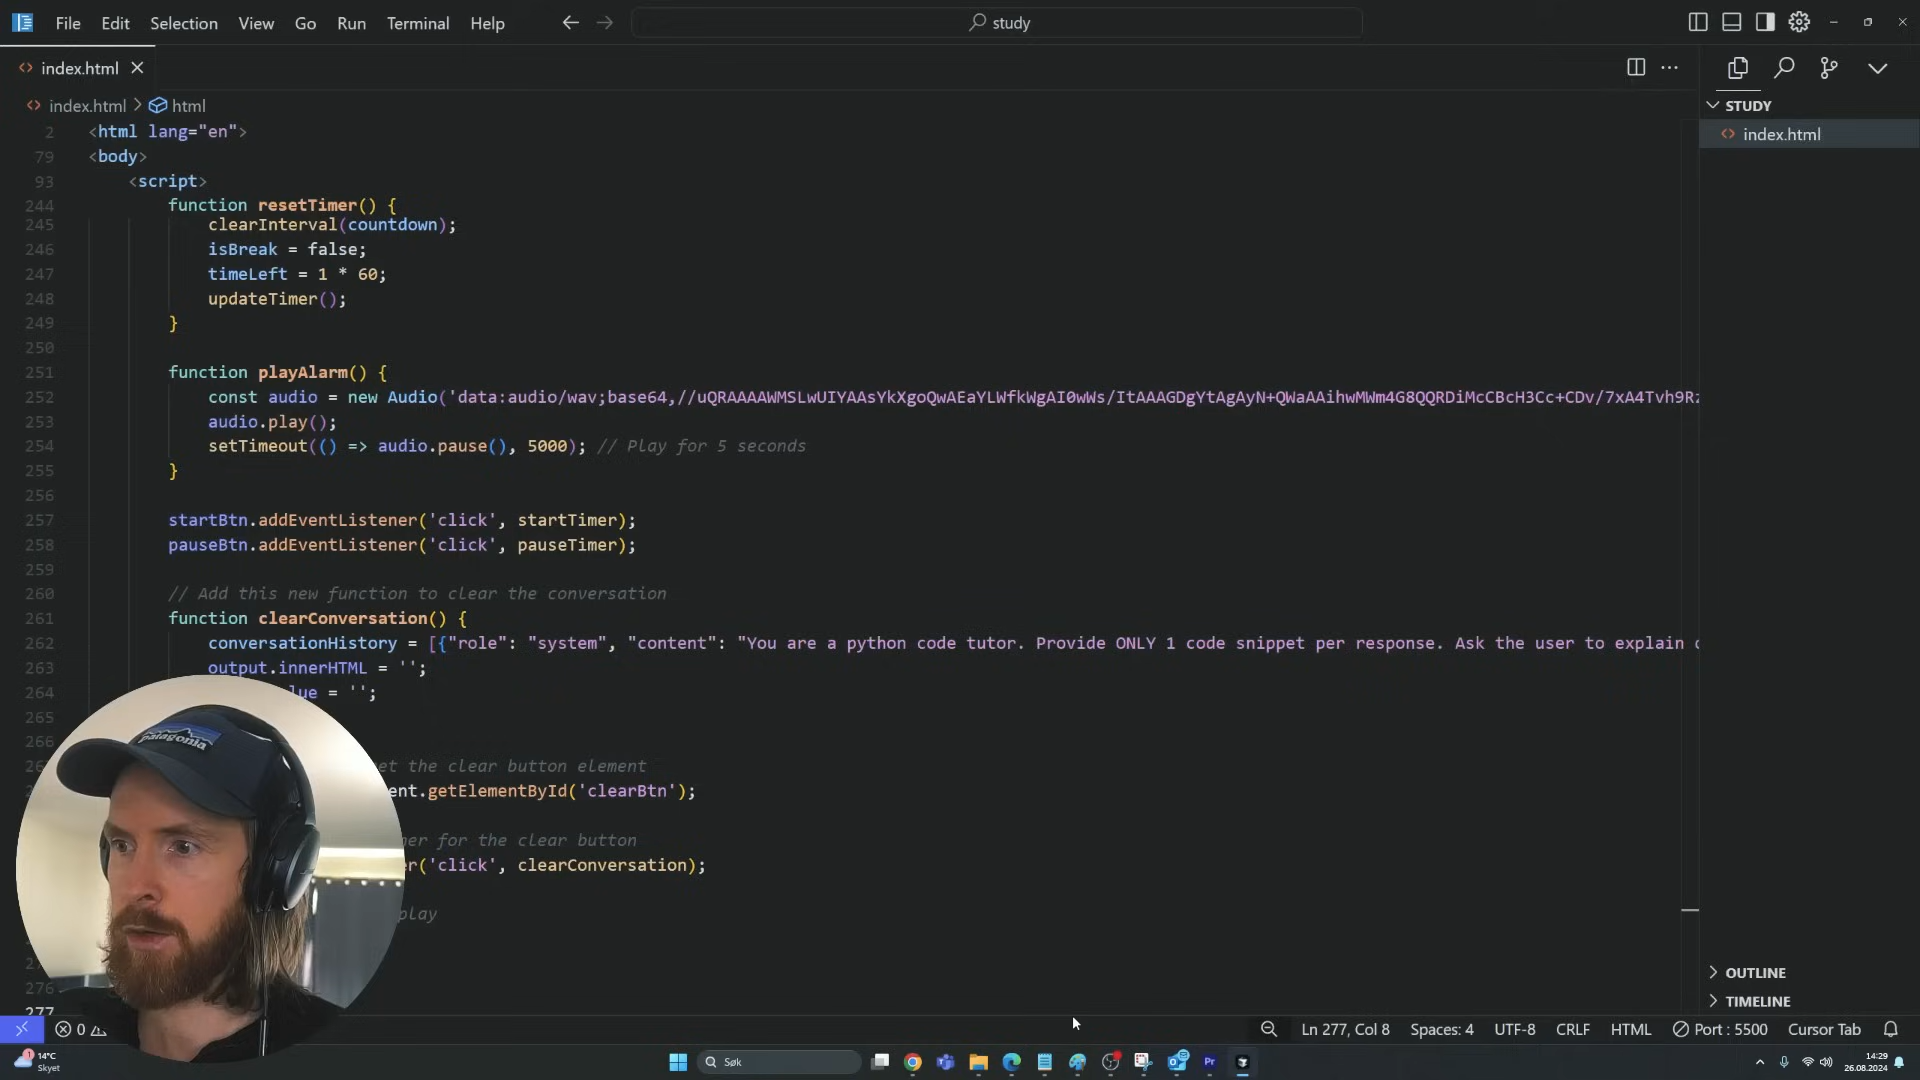 File Edit Selection View Go Run Terminal Help
study
index.html
index.html > html
2 <html lang="en">
79 <body>
93 <script>
244 function resetTimer() {
245 clearInterval(countdown);
246 isBreak = false;
247 timeLeft = 1 * 60;
248 updateTimer();
249 }
250
251 function playAlarm() {
252 const audio = new Audio('data:audio/wav;base64,//uQRAAAAWMSLwUIYAAsYkXgoQwAEaYLWfkWgAI0wWs/ItAAAGDgYtAgAyN+QWaAAihwMWm4G8QQRDiMcCBcH3Cc+CDv/7xA4Tvh9Rz
253 audio.play();
254 setTimeout(() => audio.pause(), 5000); // Play for 5 seconds
255 }
256
257 startBtn.addEventListener('click', startTimer);
258 pauseBtn.addEventListener('click', pauseTimer);
259
260 // Add this new function to clear the conversation
261 function clearConversation() {
262 conversationHistory = [{"role": "system", "content": "You are a python code tutor. Provide ONLY 1 code snippet per response. Ask the user to explain
263 output.innerHTML = '';
264 lue = '';
265
266
et the clear button element
ent.getElementById('clearBtn');
er for the clear button
er('click', clearConversation);
play
276
277
STUDY
index.html
OUTLINE
TIMELINE
0
Ln 277, Col 8 Spaces: 4 UTF-8 CRLF HTML Port : 5500 Cursor Tab
patagonia
14°C
Skyet
Søk
14:29
26.08.2024